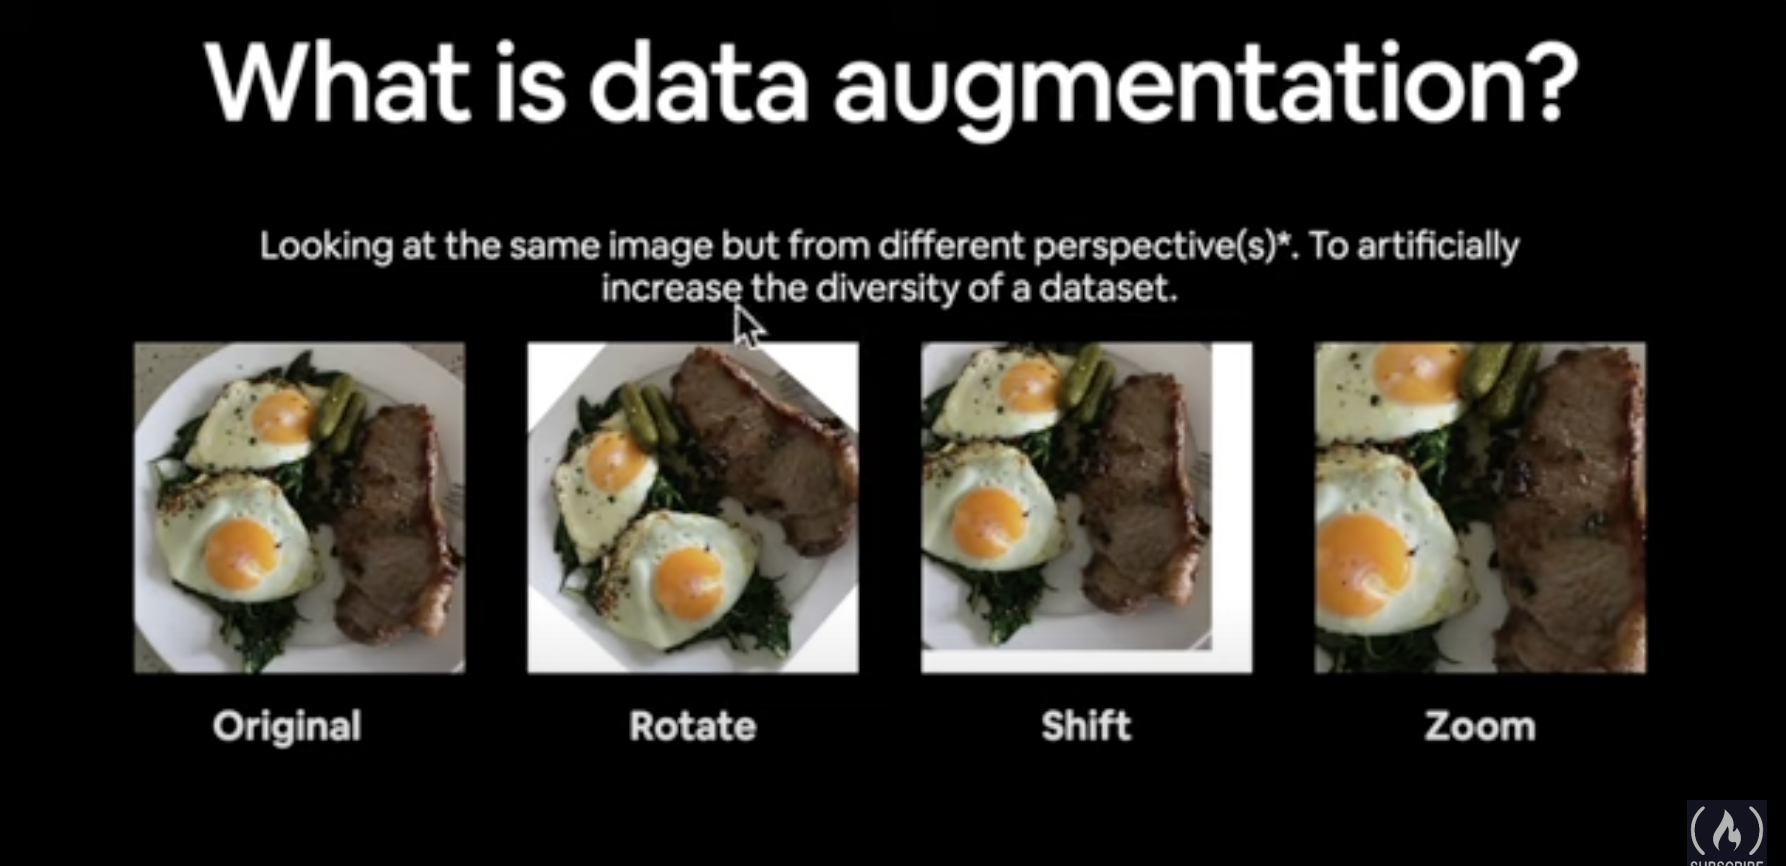 What is data augmentation?
Looking at the same image but from different perspective(s)*. To artificially
increase the diversity of a dataset.
Original
Rotate
Shift
Zoom
SUBSCRIBE